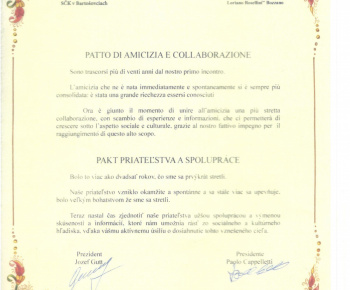 SČK v Bartošovciach
Loriano Rosellini" Bozzano
PATTO DI AMICIZIA E COLLABORAZIONE
Sono trascorsi più di venti anni dal nostro primo incontro.
L'amicizia che ne è nata immediatamente e spontaneamente si è sempre più
consolidata: è stata una grande ricchezza esserci conosciuti
Ora è giunto il momento di unire all'amicizia una più stretta
collaborazione, con scambio di esperienze e informazioni, che ci permetterà di
crescere sotto l'aspetto sociale e culturale, grazie al nostro fattivo impegno per il
raggiungimento di questo alto scopo.
PAKT PRIATEĽSTVA A SPOLUPRÁCE
Bolo to viac ako dvadsať rokov, čo sme sa prvýkrát stretli.
Naše priateľstvo vzniklo okamžite a spontánne a sa stále viac upevňuje,
bolo veľkým bohatstvom že sme sa stretli.
Teraz nastal čas zjednotiť naše priateľstvo užšou spoluprácou a výmenou
skúseností a informácií, ktoré nám umožnia rásť zo sociálneho a kultúrneho
hľadiska, vďaka vášmu aktívnemu úsiliu o dosiahnutie tohto vznešeného cieľa.
Prezident
Presidente
Jozef Gutt
Paolo Cappelletti